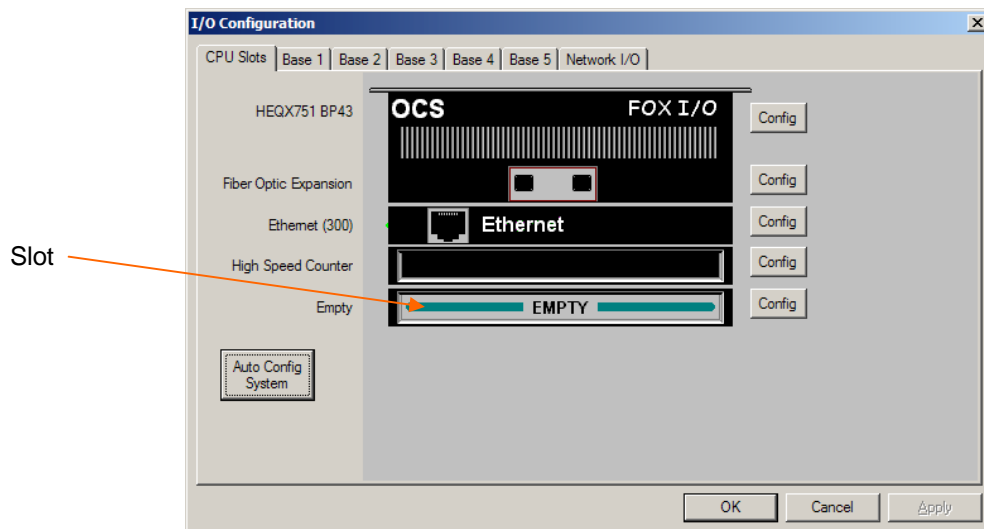 I/O Configuration
CPU Slots Base 1 Base 2 Base 3 Base 4 Base 5 Network I/O
HEQX751 BP43 OCS FOX I/O Config
Fiber Optic Expansion Config
Ethernet (300) Ethernet Config
Slot
High Speed Counter Config
Empty EMPTY Config
Auto Config
System
OK Cancel Apply